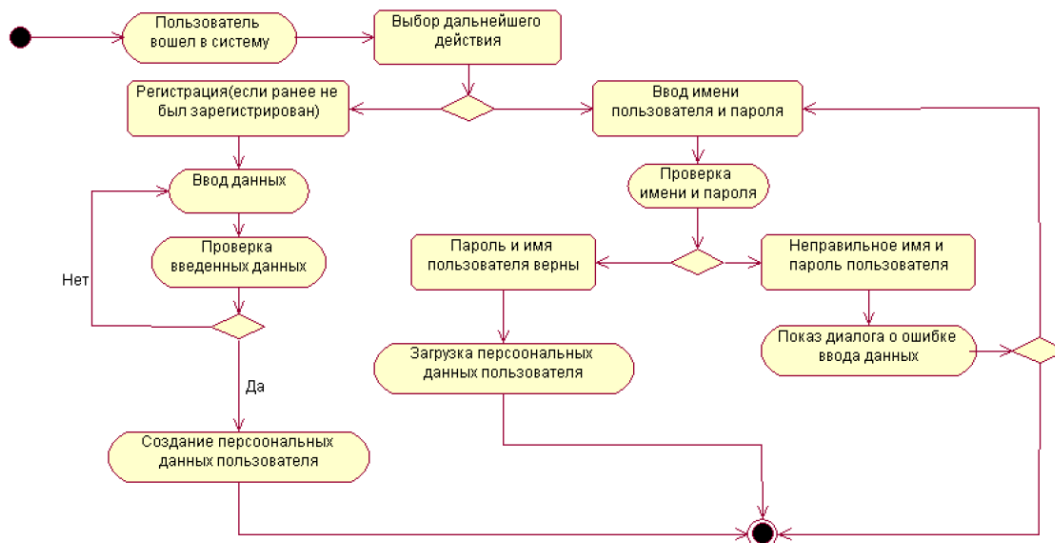 Пользователь
вошел в систему
Выбор дальнейшего
действия
Регистрация(если ранее не
был зарегистрирован)
Ввод имени
пользователя и пароля
Ввод данных
Проверка
имени и пароля
Проверка
введенных данных
Пароль и имя
пользователя верны
Неправильное имя и
пароль пользователя
Нет
Показ диалога о ошибке
ввода данных
Загрузка персоональных
данных пользователя
Да
Создание персоональных
данных пользователя